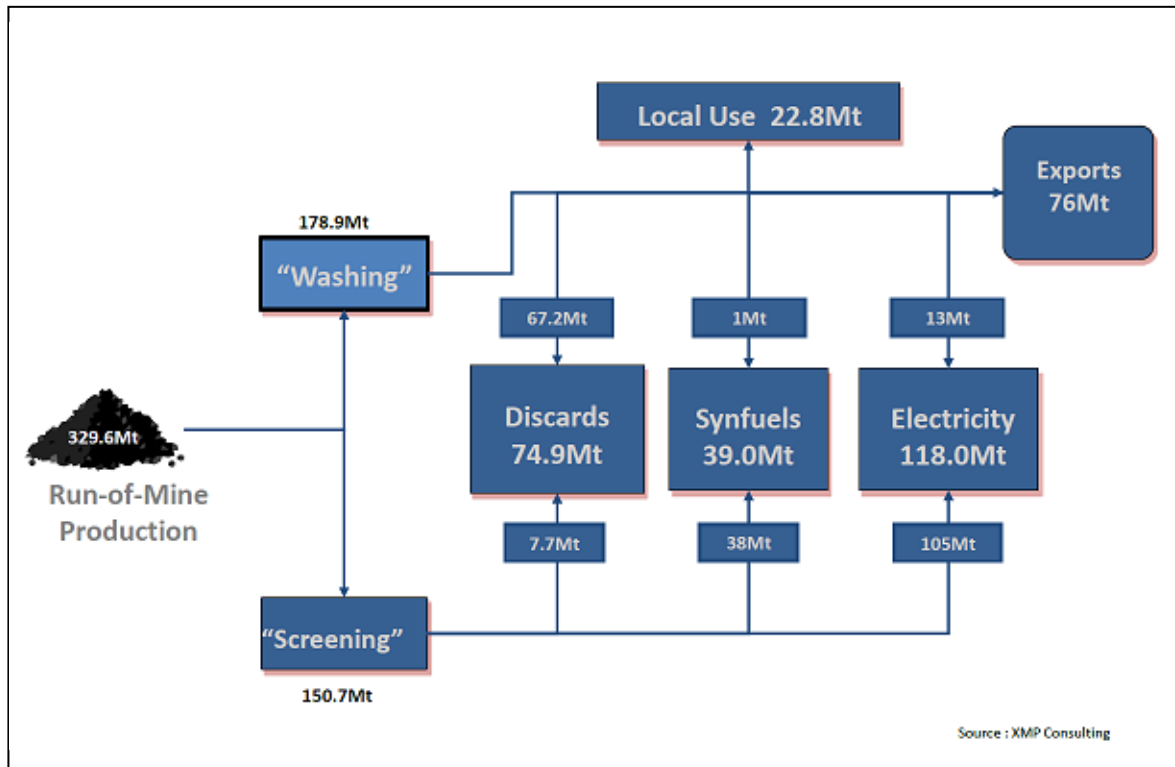 Local Use 22.8Mt
Exports
76Mt
178.9Mt
“Washing”
67.2Mt
1Mt
13Mt
Discards
74.9Mt
Synfuels
39.0Mt
Electricity
118.0Mt
329.6Mt
Run-of-Mine
Production
7.7Mt
38Mt
105Mt
“Screening”
150.7Mt
Source : XMP Consulting